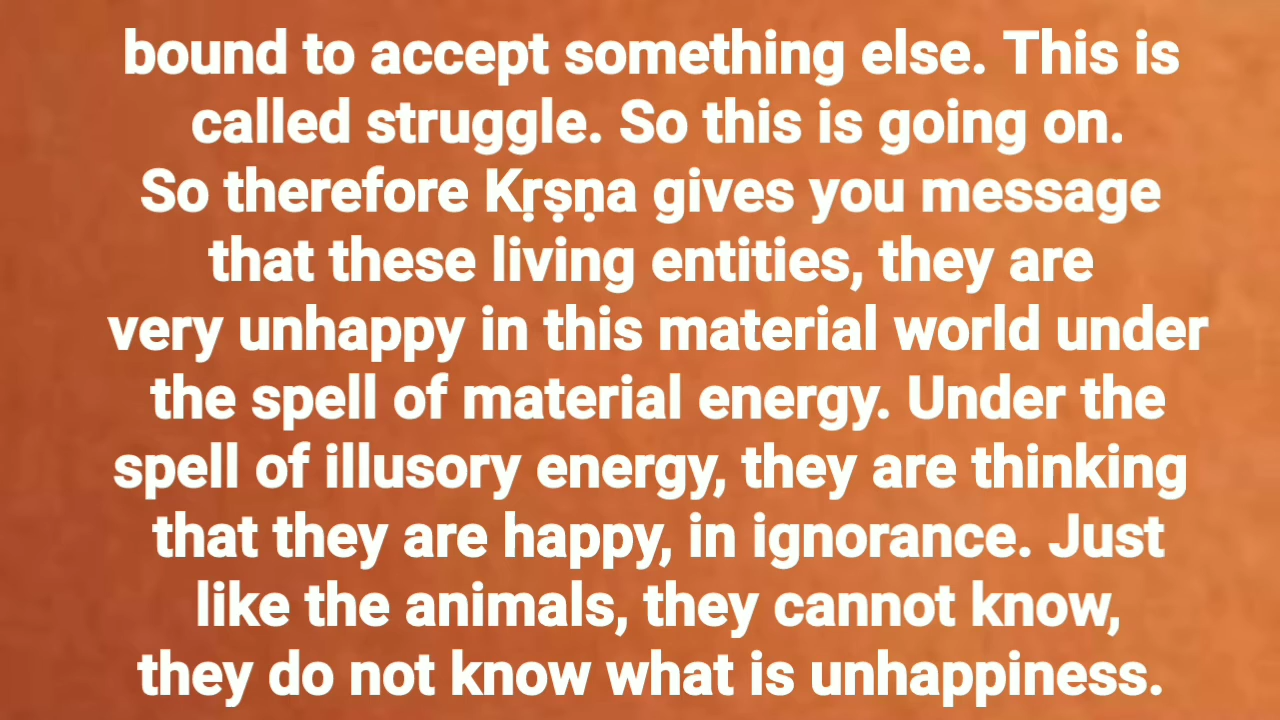 bound to accept something else. This is
called struggle. So this is going on.
So therefore Kṛṣṇa gives you message
that these living entities, they are
very unhappy in this material world under
the spell of material energy. Under the
spell of illusory energy, they are thinking
that they are happy, in ignorance. Just
like the animals, they cannot know,
they do not know what is unhappiness.